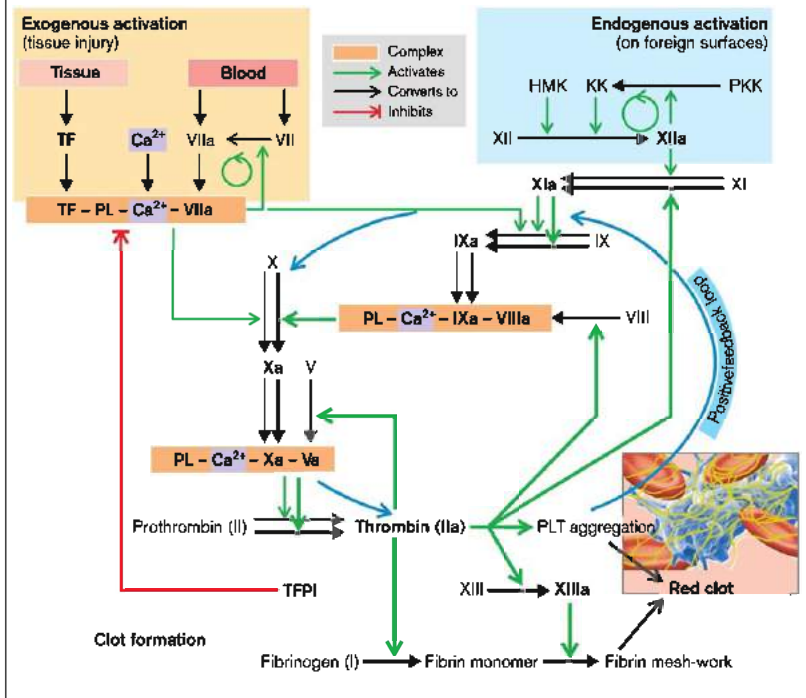 Exogenous activation
(tissue injury)
Tissue
Blood
TF
Ca²⁺
VIIa
VII
TF – PL – Ca²⁺ – VIIa
Complex
Activates
Converts to
Inhibits
Endogenous activation
(on foreign surfaces)
HMK
KK
PKK
XII
XIIa
XIa
XI
IXa
IX
X
PL – Ca²⁺ – IXa – VIIIa
VIII
Xa
V
Positivefeedback loop
PL – Ca²⁺ – Xa – Va
Prothrombin (II)
Thrombin (IIa)
PLT aggregation
TFPI
XIII
XIIIa
Red clot
Clot formation
Fibrinogen (I)
Fibrin monomer
Fibrin mesh-work